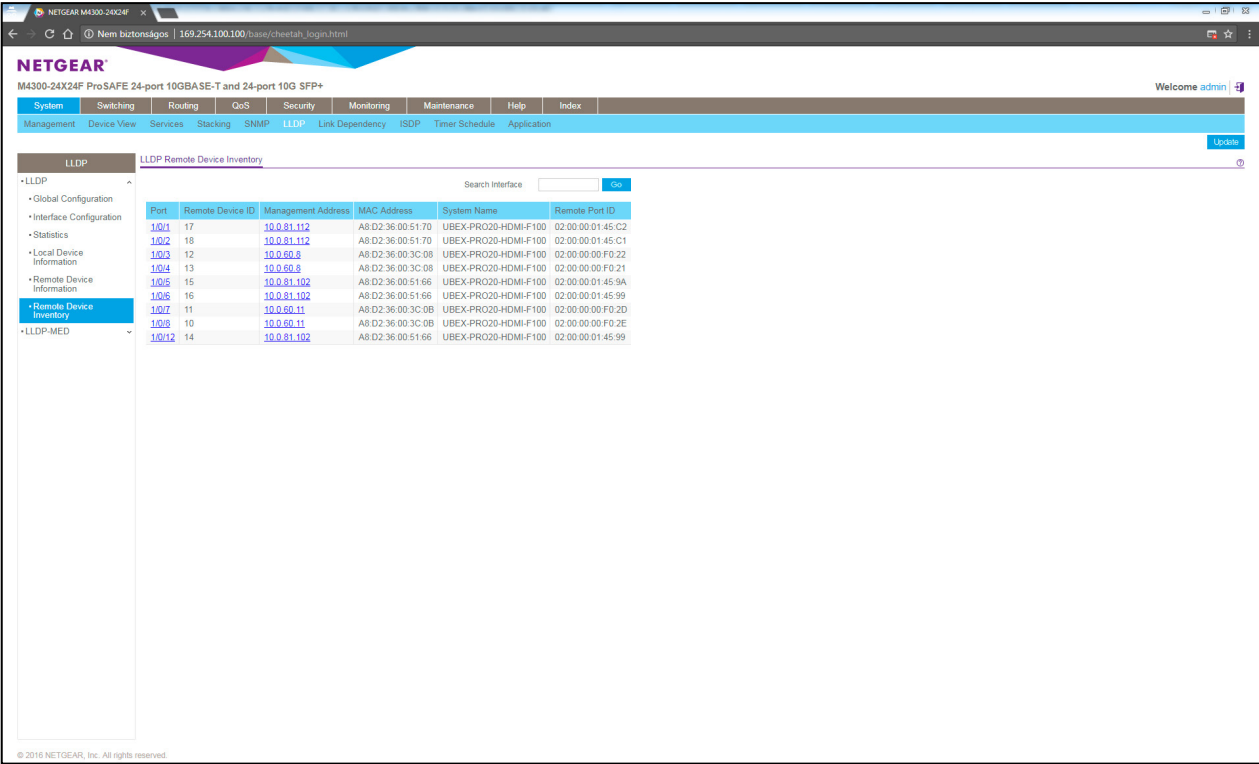 NETGEAR M4300-24X24F
Nem biztonságos | 169.254.100.100/base/cheetah_login.html
NETGEAR®
M4300-24X24F ProSAFE 24-port 10GBASE-T and 24-port 10G SFP+
Welcome admin
System Switching Routing QoS Security Monitoring Maintenance Help Index
Management Device View Services Stacking SNMP LLDP Link Dependency ISDP Timer Schedule Application
Update
LLDP
•LLDP
•Global Configuration
•Interface Configuration
•Statistics
•Local Device
Information
•Remote Device
Information
•Remote Device
Inventory
•LLDP-MED
LLDP Remote Device Inventory
Search Interface Go
Port Remote Device ID Management Address MAC Address System Name Remote Port ID
1/0/1 17 10.0.81.112 A8:D2:36:00:51:70 UBEX-PRO20-HDMI-F100 02:00:00:01:45:C2
1/0/2 18 10.0.81.112 A8:D2:36:00:51:70 UBEX-PRO20-HDMI-F100 02:00:00:01:45:C1
1/0/3 12 10.0.60.8 A8:D2:36:00:3C:08 UBEX-PRO20-HDMI-F100 02:00:00:00:F0:22
1/0/4 13 10.0.60.8 A8:D2:36:00:3C:08 UBEX-PRO20-HDMI-F100 02:00:00:00:F0:21
1/0/5 15 10.0.81.102 A8:D2:36:00:51:66 UBEX-PRO20-HDMI-F100 02:00:00:01:45:9A
1/0/6 16 10.0.81.102 A8:D2:36:00:51:66 UBEX-PRO20-HDMI-F100 02:00:00:01:45:99
1/0/7 11 10.0.60.11 A8:D2:36:00:3C:0B UBEX-PRO20-HDMI-F100 02:00:00:00:F0:2D
1/0/8 10 10.0.60.11 A8:D2:36:00:3C:0B UBEX-PRO20-HDMI-F100 02:00:00:00:F0:2E
1/0/12 14 10.0.81.102 A8:D2:36:00:51:66 UBEX-PRO20-HDMI-F100 02:00:00:01:45:99
© 2016 NETGEAR, Inc. All rights reserved.